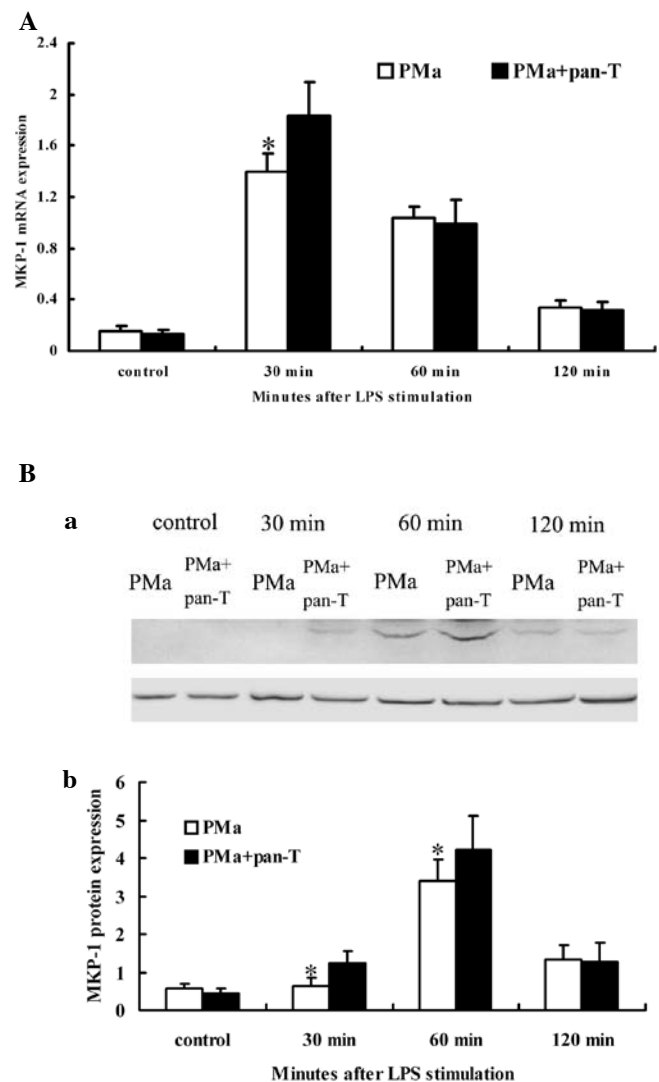 A
2.4
2
1.6
1.2
0.8
0.4
0
MKP-1 mRNA expression
PMa PMa+pan-T
*
control 30 min 60 min 120 min
Minutes after LPS stimulation
B
a
control 30 min 60 min 120 min
PMa PMa+ pan-T PMa PMa+ pan-T PMa PMa+ pan-T PMa PMa+ pan-T
b
6
5
4
3
2
1
0
MKP-1 protein expression
PMa
PMa+pan-T
* *
control 30 min 60 min 120 min
Minutes after LPS stimulation